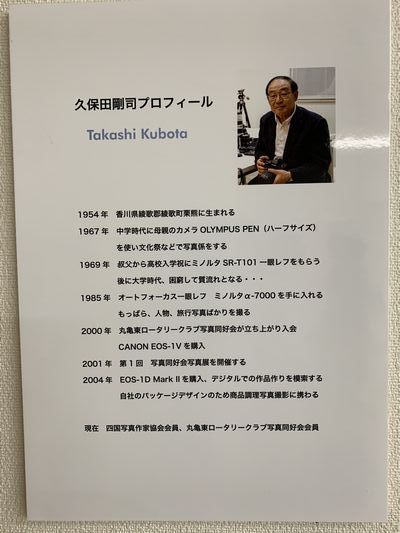 久保田剛司プロフィール
Takashi Kubota
1954 年　香川県綾歌郡綾歌町栗熊に生まれる
1967 年　中学時代に母親のカメラ OLYMPUS PEN（ハーフサイズ）
を使い文化祭などで写真係をする
1969 年　叔父から高校入学祝にミノルタ SR-T101 一眼レフをもらう
後に大学時代、困窮して質流れとなる・・・
1985 年　オートフォーカス一眼レフ　ミノルタα-7000 を手に入れる
もっぱら、人物、旅行写真ばかりを撮る
2000 年　丸亀東ロータリークラブ写真同好会が立ち上がり入会
CANON EOS-1V を購入
2001 年　第 1 回　写真同好会写真展を開催する
2004 年　EOS-1D Mark II を購入、デジタルでの作品作りを模索する
自社のパッケージデザインのため商品調理写真撮影に携わる
現在　四国写真作家協会会員、丸亀東ロータリークラブ写真同好会会員